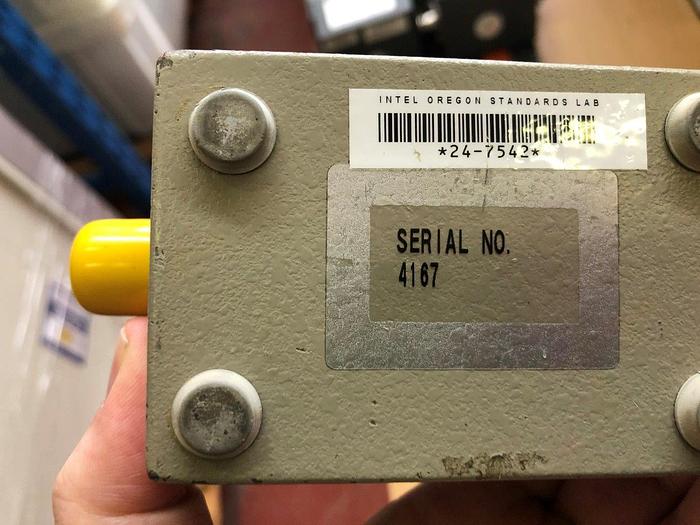 INTEL OREGON STANDARDS LAB
*24-7542*
SERIAL NO.
4167